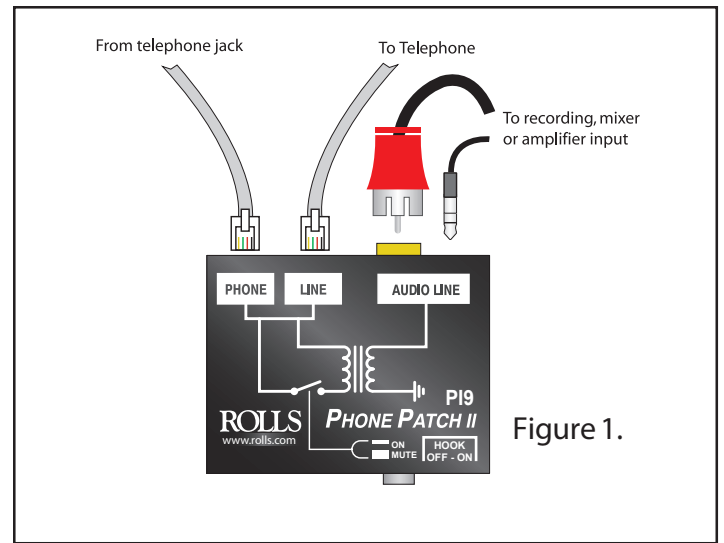 From telephone jack
To Telephone
To recording, mixer
or amplifier input
PHONE
LINE
AUDIO LINE
PI9
ROLLS
PHONE PATCH II
www.rolls.com
ON
MUTE
HOOK
OFF - ON
Figure 1.